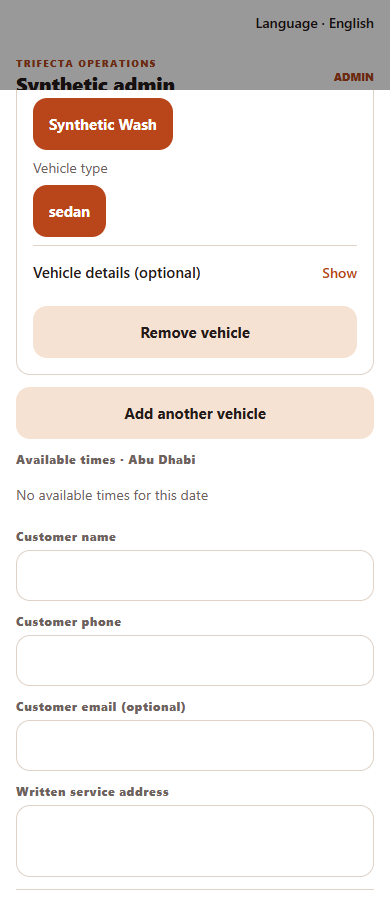 Language · English
TRIFECTA OPERATIONS
Synthetic admin
ADMIN
Synthetic Wash
Vehicle type
sedan
Vehicle details (optional)
Show
Remove vehicle
Add another vehicle
Available times · Abu Dhabi
No available times for this date
Customer name
Customer phone
Customer email (optional)
Written service address